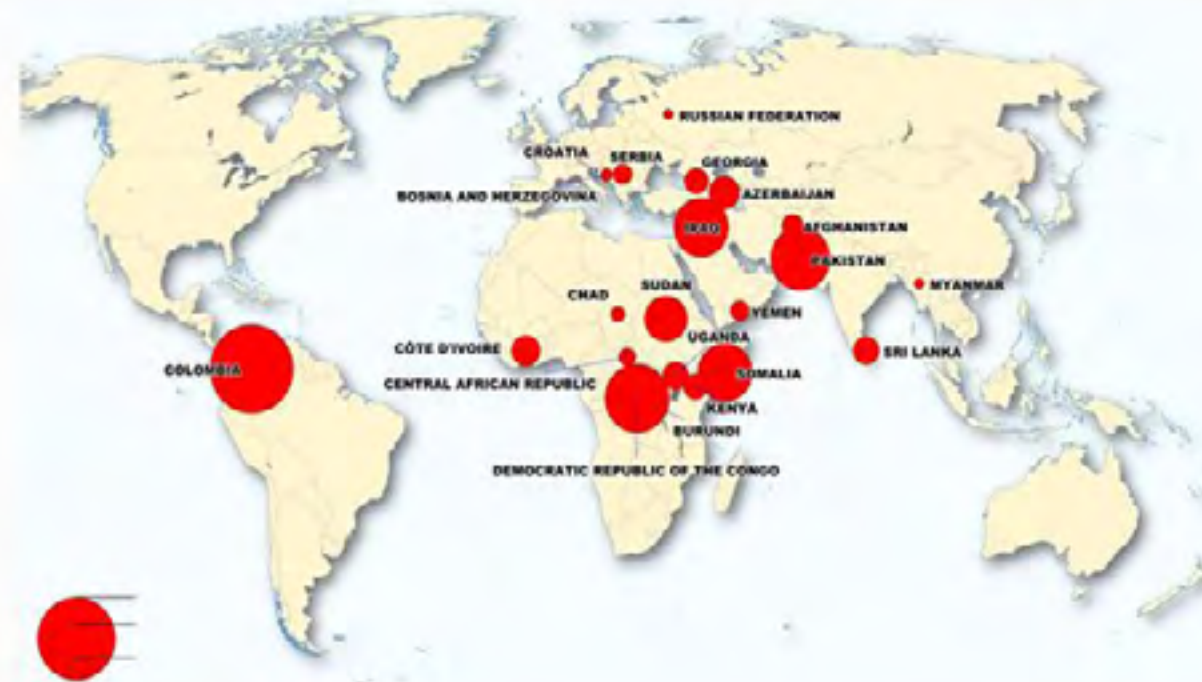 RUSSIAN FEDERATION
CROATIA
SERBIA
GEORGIA
BOSNIA AND HERZEGOVINA
AZERBAIJAN
IRAQ
AFGHANISTAN
PAKISTAN
SUDAN
CHAD
MYANMAR
YEMEN
UGANDA
CÔTE D'IVOIRE
SRI LANKA
COLOMBIA
SOMALIA
CENTRAL AFRICAN REPUBLIC
KENYA
BURUNDI
DEMOCRATIC REPUBLIC OF THE CONGO